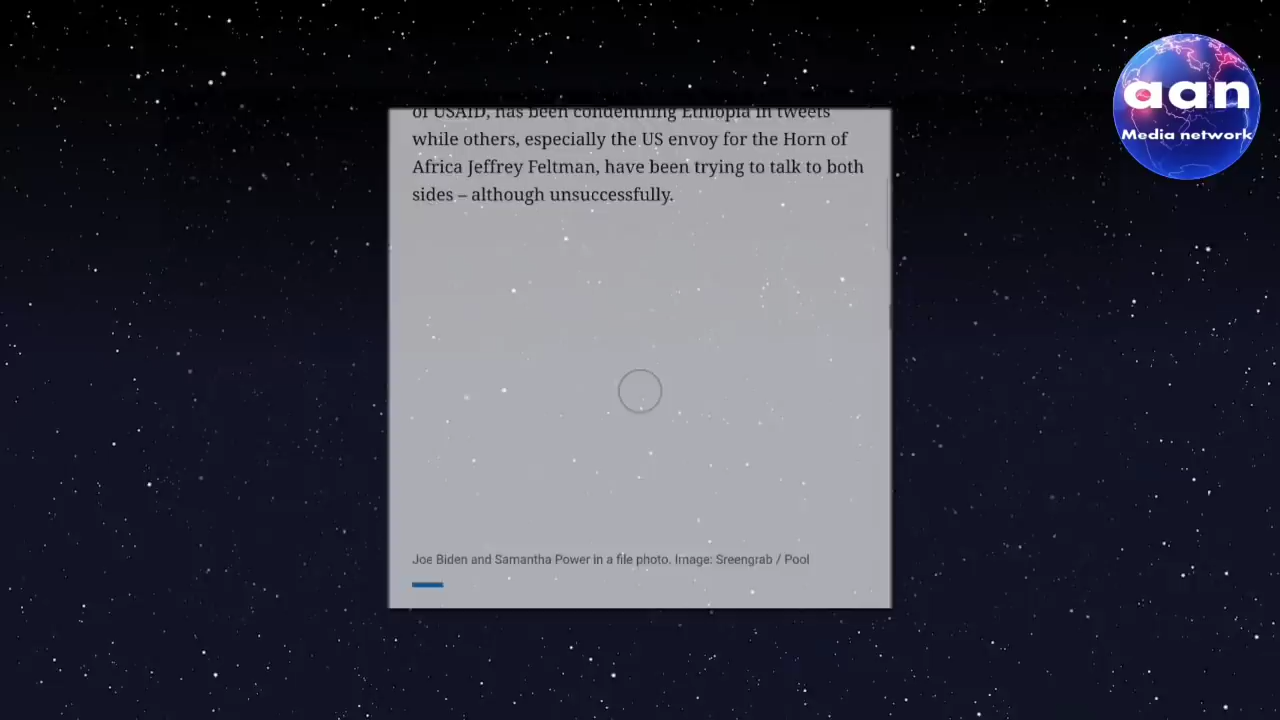 of USAID, has been condemning Ethiopia in tweets
while others, especially the US envoy for the Horn of
Africa Jeffrey Feltman, have been trying to talk to both
sides – although unsuccessfully.
Joe Biden and Samantha Power in a file photo. Image: Sreengrab / Pool
aan
Media network